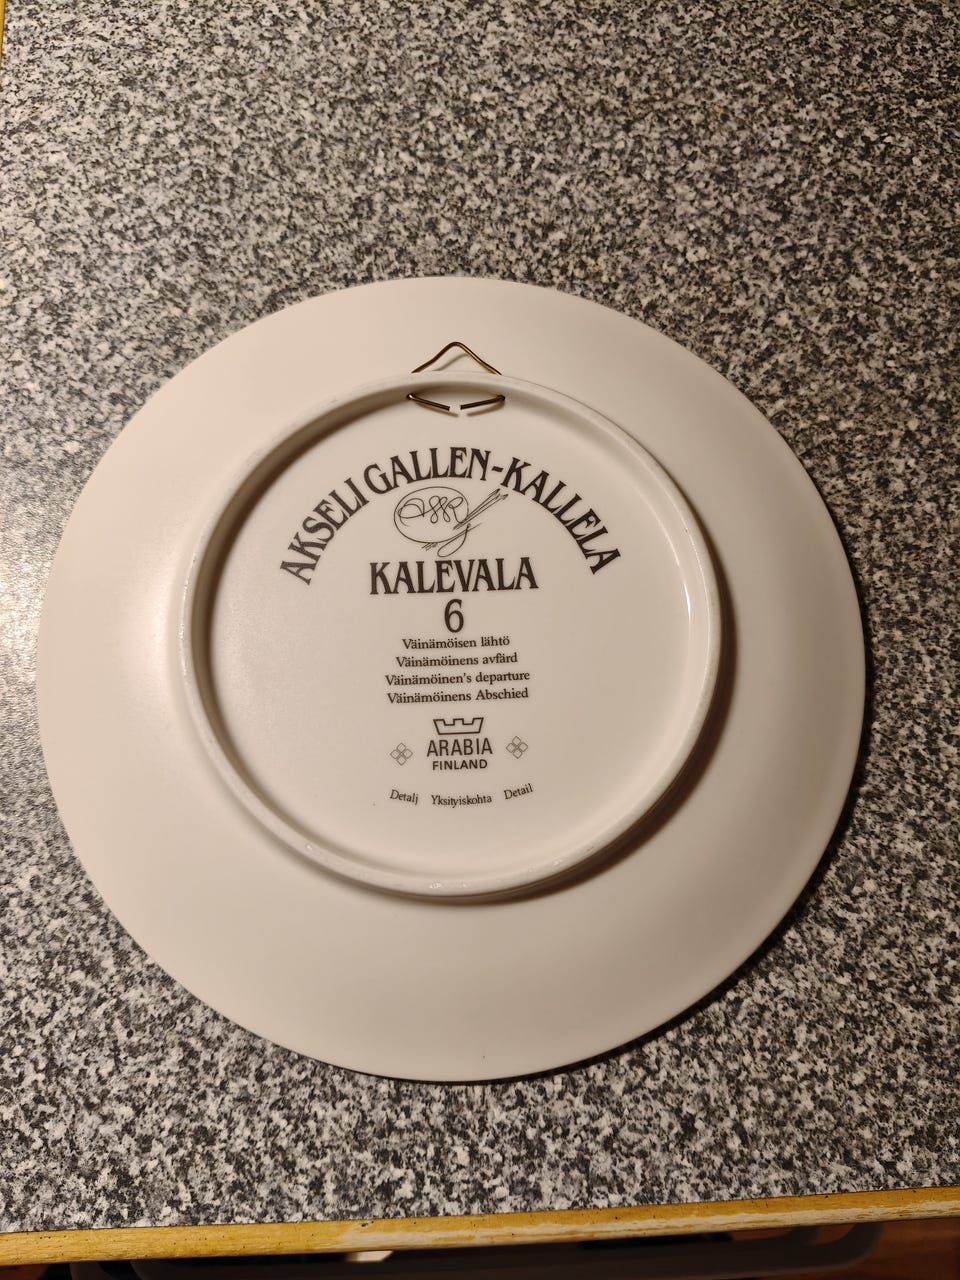 AKSELI GALLEN-KALLELA
KALEVALA
6
Väinämöisen lähtö
Väinämöinens avfärd
Väinämöinen's departure
Väinämöinens Abschied
ARABIA
FINLAND
Detalj Yksityiskohta Detail